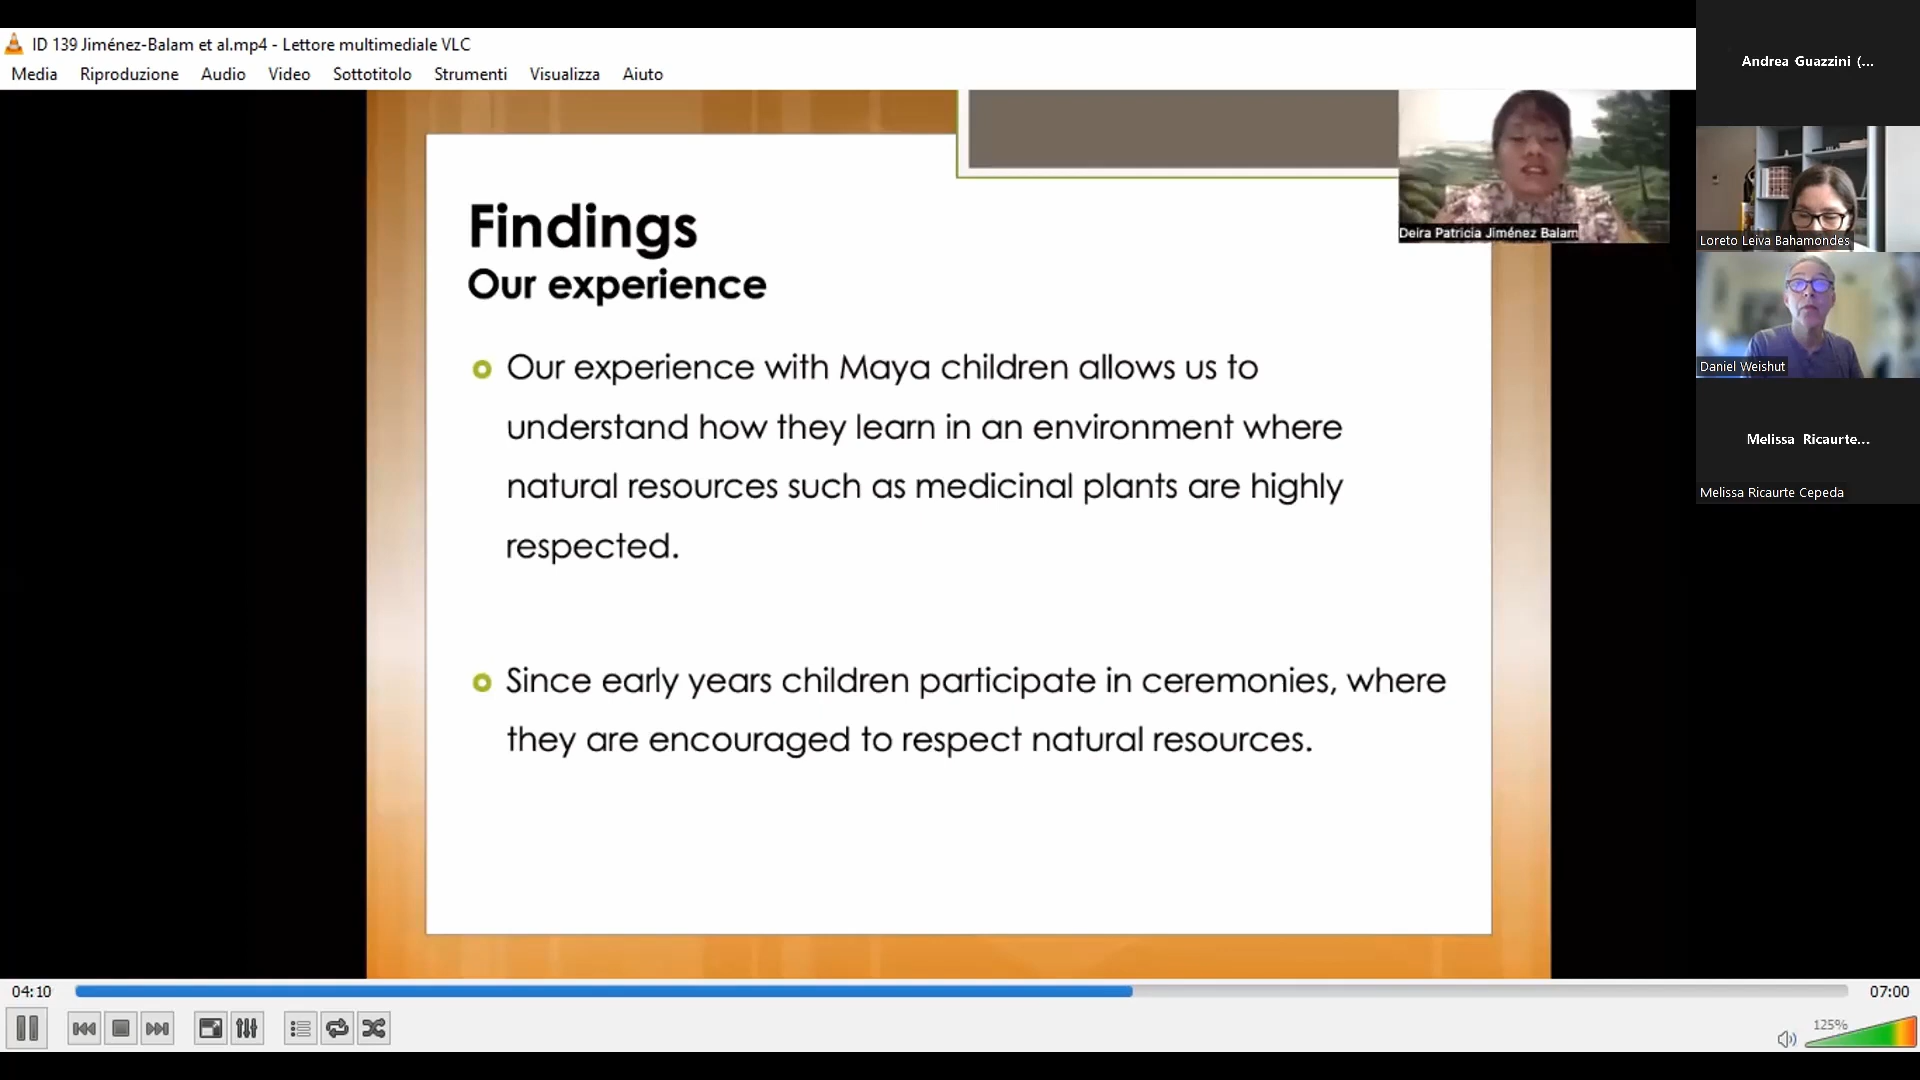 ID 139 Jiménez-Balam et al.mp4 - Lettore multimediale VLC
Media Riproduzione Audio Video Sottotitolo Strumenti Visualizza Aiuto
Andrea Guazzini (...
Deira Patricia Jiménez Balam
Loreto Leiva Bahamondes
Daniel Weishut
Melissa Ricaurte...
Melissa Ricaurte Cepeda
Findings
Our experience
Our experience with Maya children allows us to
understand how they learn in an environment where
natural resources such as medicinal plants are highly
respected.
Since early years children participate in ceremonies, where
they are encouraged to respect natural resources.
04:10
07:00
125%